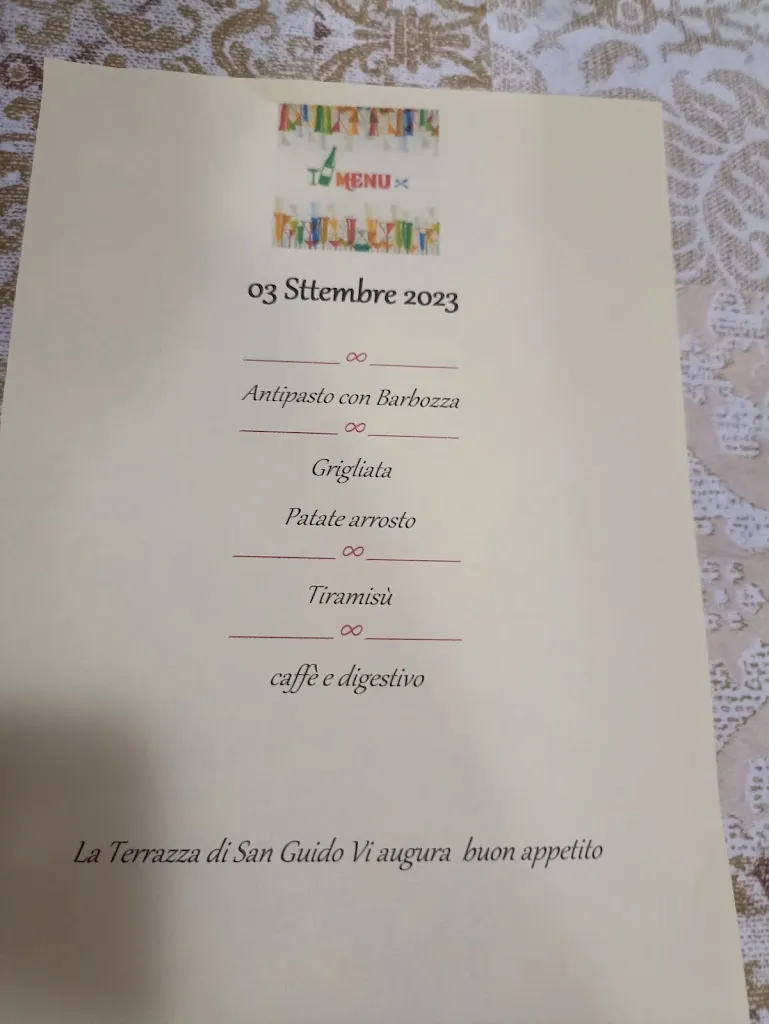 MENU
03 Sttembre 2023
Antipasto con Barbozza
Grigliata
Patate arrosto
Tiramisù
caffè e digestivo
La Terrazza di San Guido Vi augura buon appetito